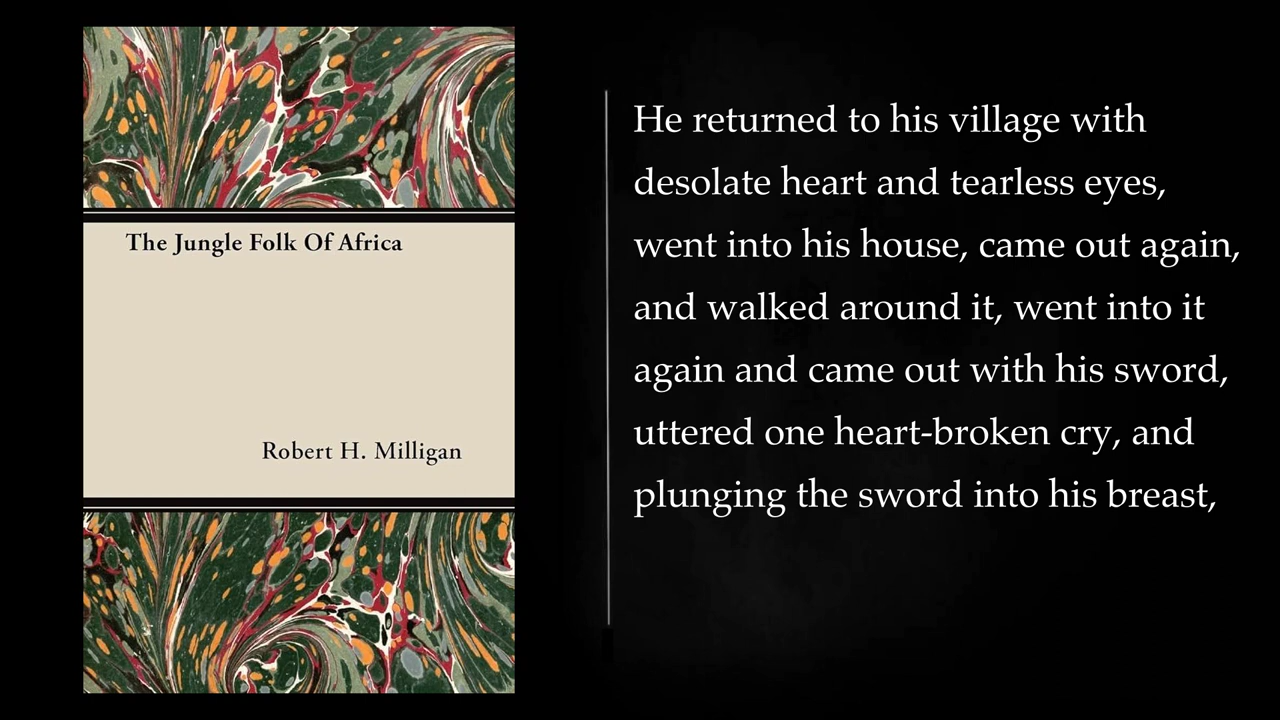 The Jungle Folk Of Africa
Robert H. Milligan
He returned to his village with
desolate heart and tearless eyes,
went into his house, came out again,
and walked around it, went into it
again and came out with his sword,
uttered one heart-broken cry, and
plunging the sword into his breast,